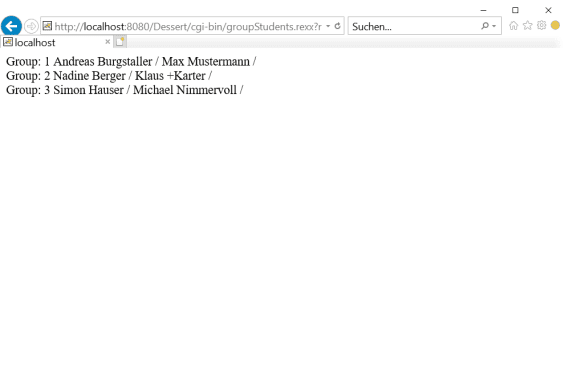 http://localhost:8080/Dessert/cgi-bin/groupStudents.rexx?r
Suchen...
localhost
Group: 1 Andreas Burgstaller / Max Mustermann /
Group: 2 Nadine Berger / Klaus +Karter /
Group: 3 Simon Hauser / Michael Nimmervoll /